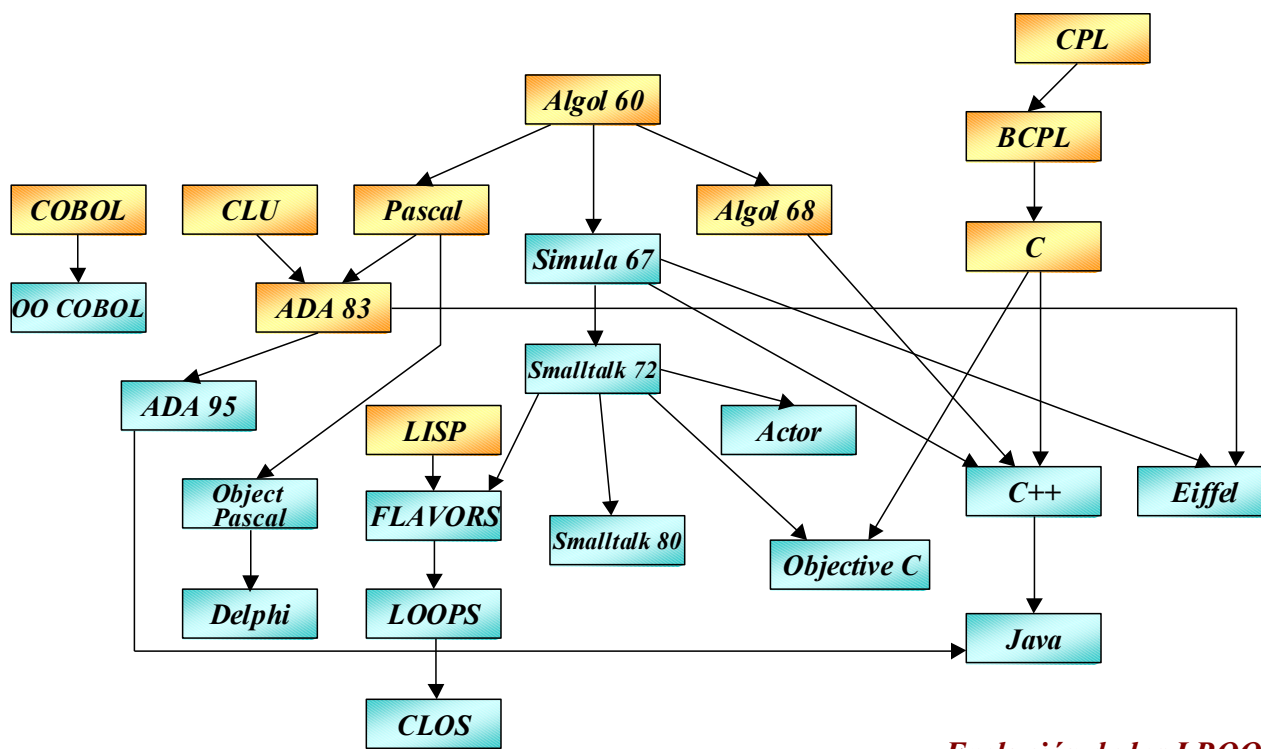 CPL
Algol 60
BCPL
COBOL
CLU
Pascal
Algol 68
C
Simula 67
OO COBOL
ADA 83
Smalltalk 72
ADA 95
Actor
LISP
Object
Pascal
FLAVORS
C++
Eiffel
Smalltalk 80
Objective C
Delphi
LOOPS
Java
CLOS